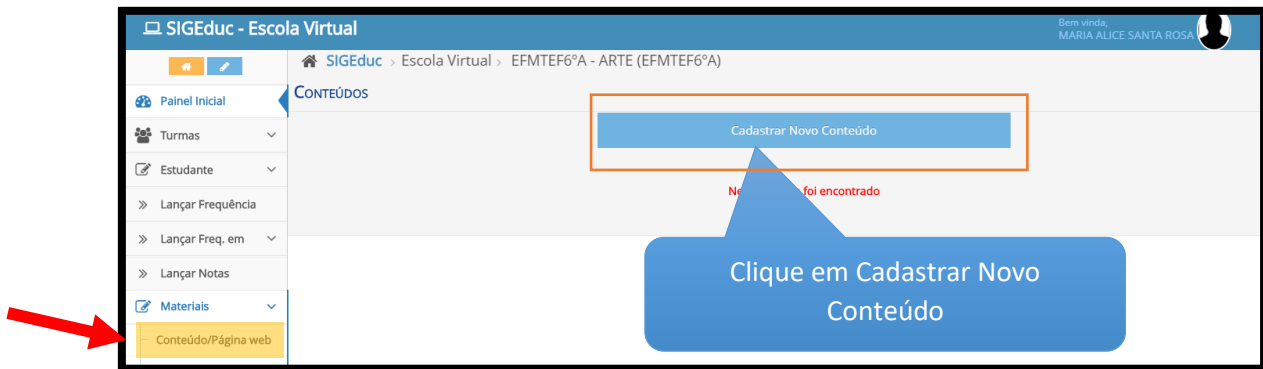 SIGEduc - Escola Virtual
Bem vinda,
MARIA ALICE SANTA ROSA
SIGEduc > Escola Virtual > EFMTEF6ºA - ARTE (EFMTEF6ºA)
Painel Inicial
CONTEÚDOS
Turmas
Cadastrar Novo Conteúdo
Estudante
foi encontrado
Lançar Frequência
Lançar Freq. em
Lançar Notas
Materiais
Conteúdo/Página web
Clique em Cadastrar Novo
Conteúdo